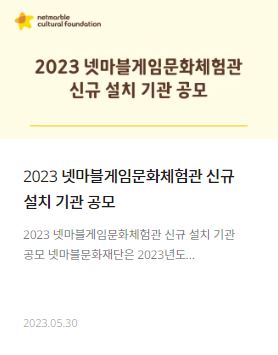 netmarble
cultural foundation
2023 넷마블게임문화체험관
신규 설치 기관 공모
2023 넷마블게임문화체험관 신규
설치 기관 공모
2023 넷마블게임문화체험관 신규 설치 기관
공모 넷마블문화재단은 2023년도...
2023.05.30